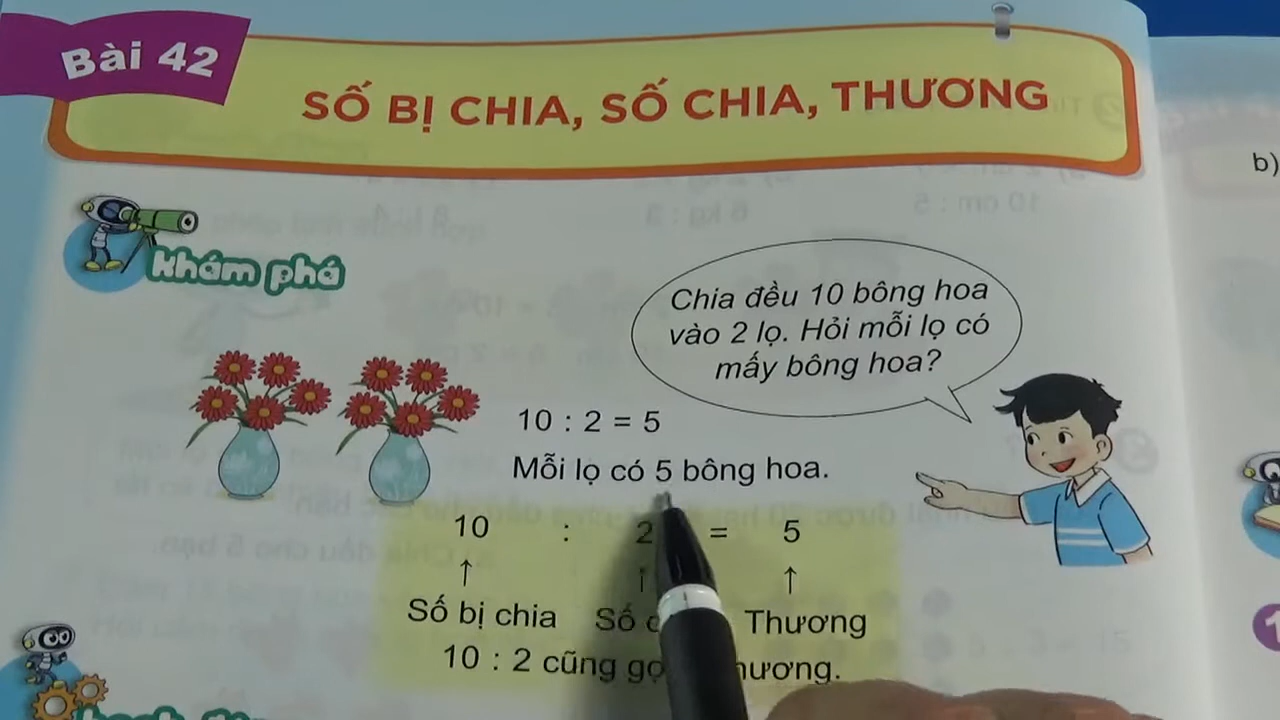 Bài 42
SỐ BỊ CHIA, SỐ CHIA, THƯƠNG
khám phá
Chia đều 10 bông hoa
vào 2 lọ. Hỏi mỗi lọ có
mấy bông hoa?
10 : 2 = 5
Mỗi lọ có 5 bông hoa.
10 : 2 = 5
↑ ↑ ↑
Số bị chia Số Thương
10 : 2 cũng
b)
1